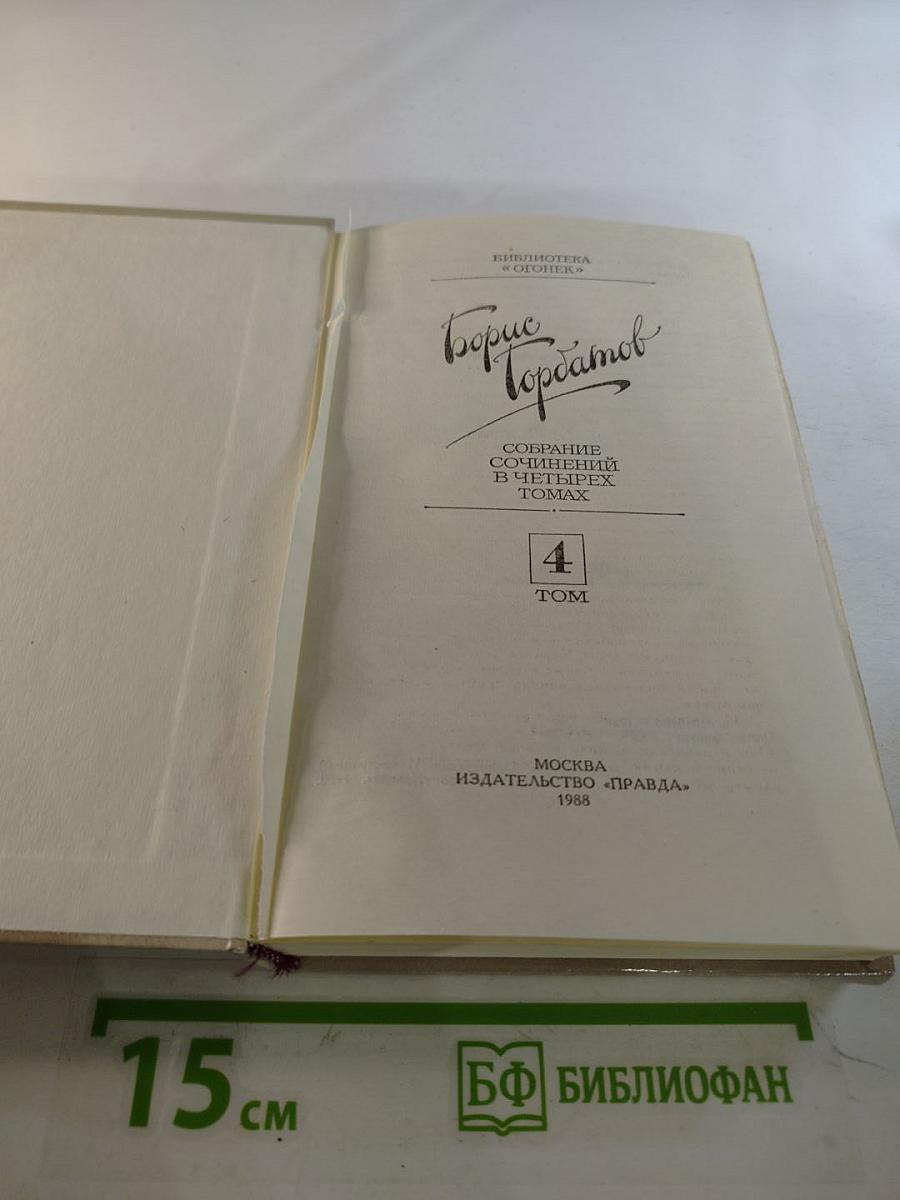 БИБЛИОТЕКА
«ОГОНЕК»
Борис
Горбатов
СОБРАНИЕ
СОЧИНЕНИЙ
В ЧЕТЫРЕХ
ТОМАХ
4
ТОМ
МОСКВА
ИЗДАТЕЛЬСТВО «ПРАВДА»
1988
15 см
БФ БИБЛИОФАН